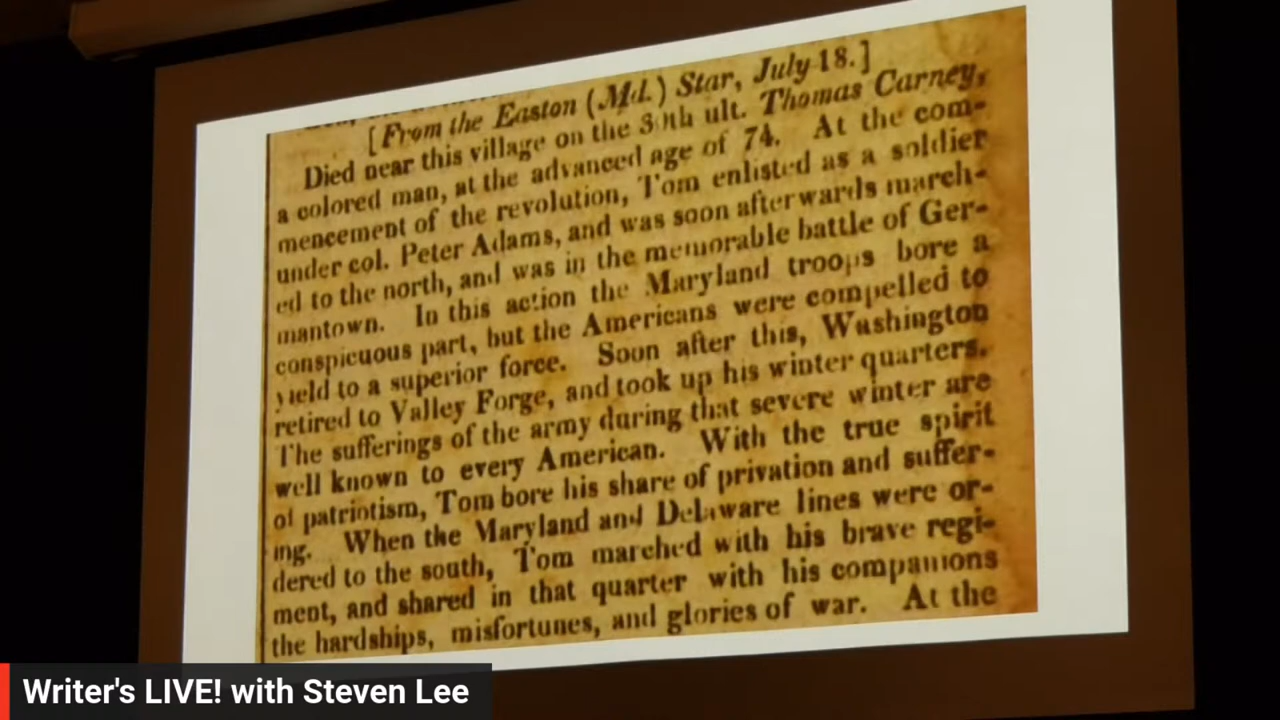 [From the Easton (Md.) Star, July 18.]
Died near this village on the 30th ult. Thomas Carney,
a colored man, at the advanced age of 74. At the com-
mencement of the revolution, Tom enlisted as a soldier
under col. Peter Adams, and was soon afterwards march-
ed to the north, and was in the memorable battle of Ger-
mantown. In this action the Maryland troops bore a
conspicuous part, but the Americans were compelled to
yield to a superior force. Soon after this, Washington
retired to Valley Forge, and took up his winter quarters.
The sufferings of the army during that severe winter are
well known to every American. With the true spirit
of patriotism, Tom bore his share of privation and suffer-
ing. When the Maryland and Delaware lines were or-
dered to the south, Tom marched with his brave regi-
ment, and shared in that quarter with his companions
the hardships, misfortunes, and glories of war. At the
Writer's LIVE! with Steven Lee